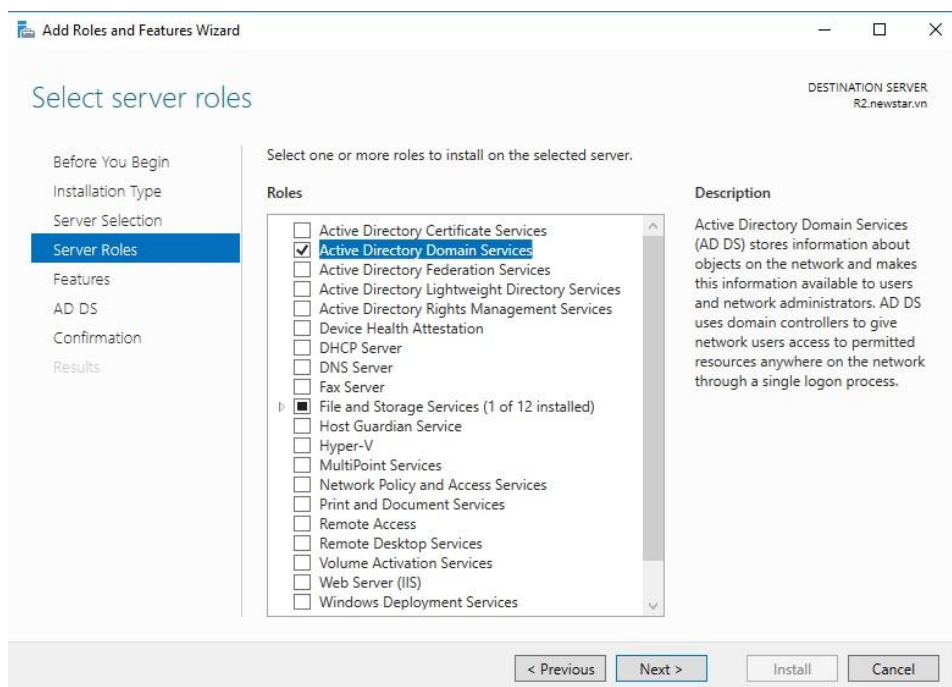 Add Roles and Features Wizard
Select server roles
DESTINATION SERVER
R2.newstar.vn
Before You Begin
Installation Type
Server Selection
Server Roles
Features
AD DS
Confirmation
Results
Select one or more roles to install on the selected server.
Roles
Active Directory Certificate Services
Active Directory Domain Services
Active Directory Federation Services
Active Directory Lightweight Directory Services
Active Directory Rights Management Services
Device Health Attestation
DHCP Server
DNS Server
Fax Server
File and Storage Services (1 of 12 installed)
Host Guardian Service
Hyper-V
MultiPoint Services
Network Policy and Access Services
Print and Document Services
Remote Access
Remote Desktop Services
Volume Activation Services
Web Server (IIS)
Windows Deployment Services
Description
Active Directory Domain Services
(AD DS) stores information about
objects on the network and makes
this information available to users
and network administrators. AD DS
uses domain controllers to give
network users access to permitted
resources anywhere on the network
through a single logon process.
< Previous
Next >
Install
Cancel